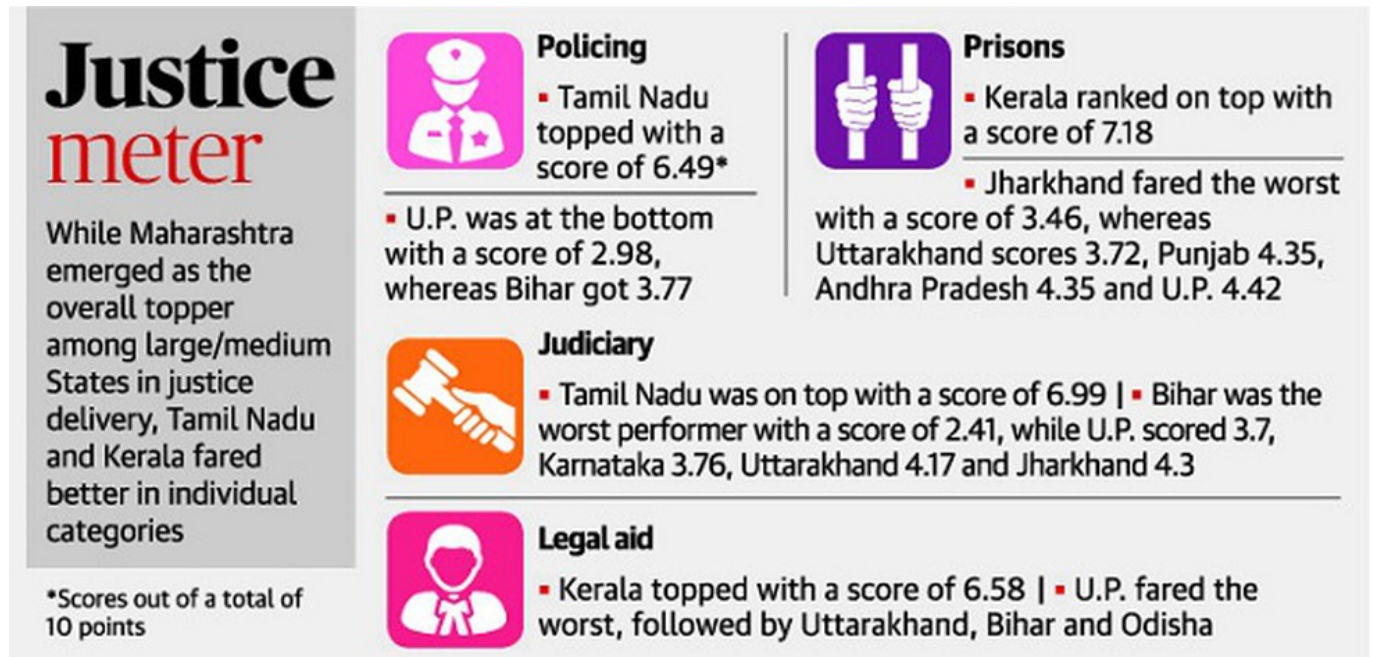 Justice
meter
While Maharashtra
emerged as the
overall topper
among large/medium
States in justice
delivery, Tamil Nadu
and Kerala fared
better in individual
categories
*Scores out of a total of
10 points
Policing
▪ Tamil Nadu
topped with a
score of 6.49*
▪ U.P. was at the bottom
with a score of 2.98,
whereas Bihar got 3.77
Prisons
▪ Kerala ranked on top with
a score of 7.18
▪ Jharkhand fared the worst
with a score of 3.46, whereas
Uttarakhand scores 3.72, Punjab 4.35,
Andhra Pradesh 4.35 and U.P. 4.42
Judiciary
▪ Tamil Nadu was on top with a score of 6.99 | ▪ Bihar was the
worst performer with a score of 2.41, while U.P. scored 3.7,
Karnataka 3.76, Uttarakhand 4.17 and Jharkhand 4.3
Legal aid
▪ Kerala topped with a score of 6.58 | ▪ U.P. fared the
worst, followed by Uttarakhand, Bihar and Odisha